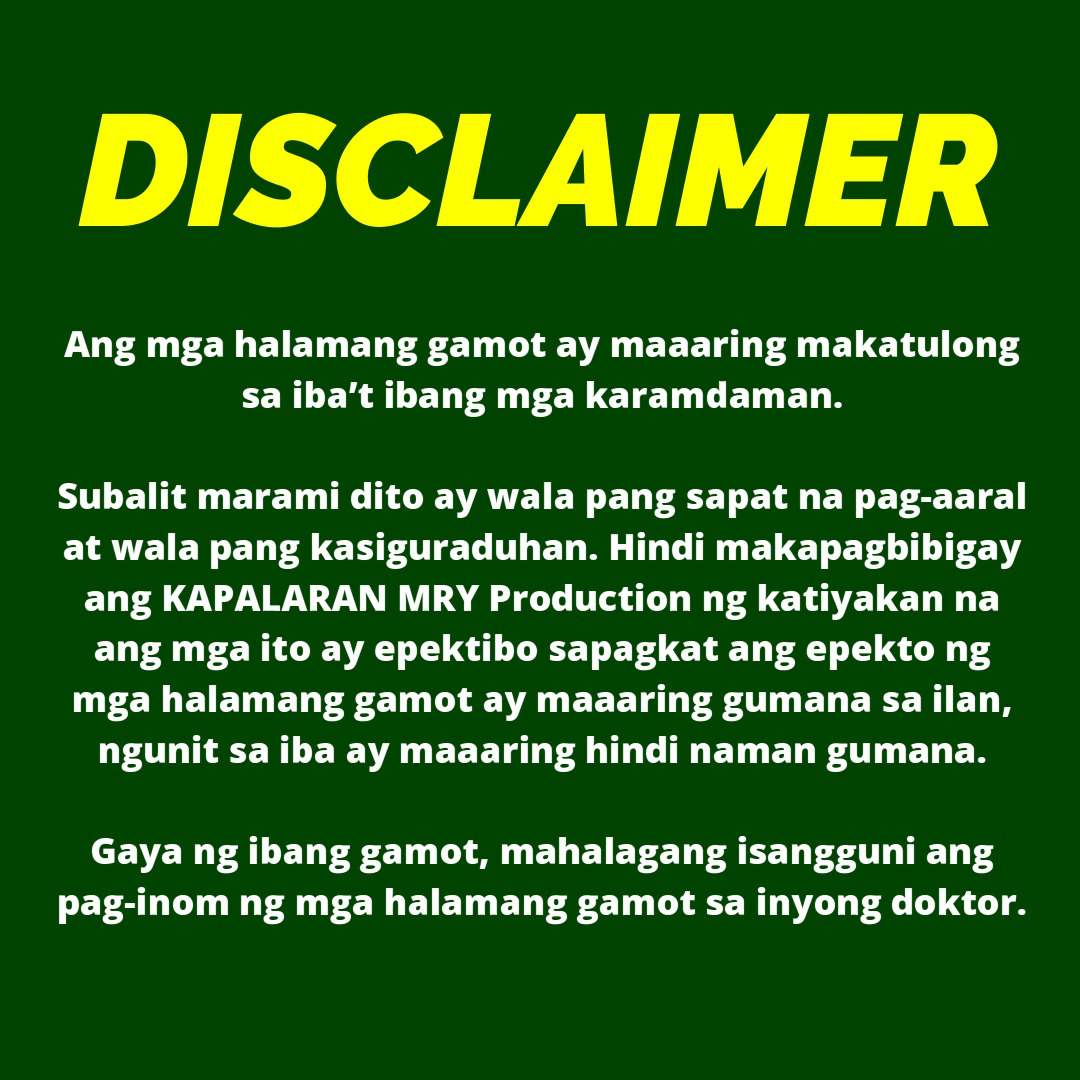 DISCLAIMER
Ang mga halamang gamot ay maaaring makatulong
sa iba’t ibang mga karamdaman.
Subalit marami dito ay wala pang sapat na pag-aaral
at wala pang kasiguraduhan. Hindi makapagbibigay
ang KAPALARAN MRY Production ng katiyakan na
ang mga ito ay epektibo sapagkat ang epekto ng
mga halamang gamot ay maaaring gumana sa ilan,
ngunit sa iba ay maaaring hindi naman gumana.
Gaya ng ibang gamot, mahalagang isangguni ang
pag-inom ng mga halamang gamot sa inyong doktor.